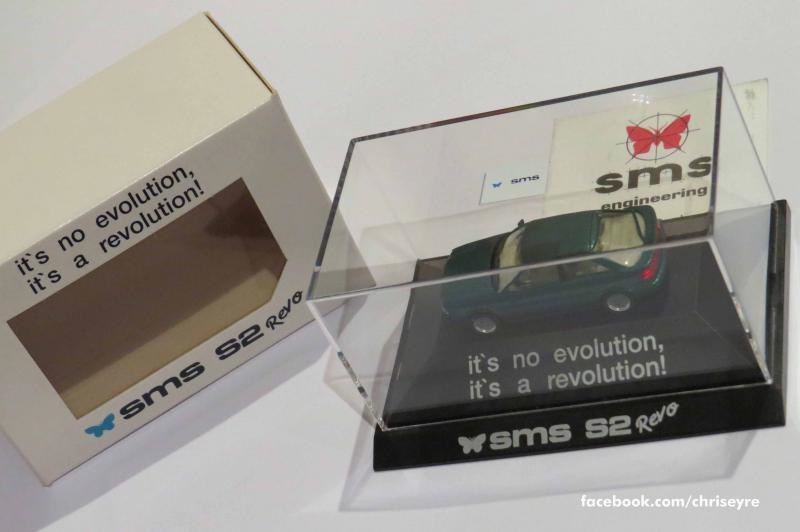 it`s no evolution,
it`s a revolution!
sms S2 Revo
sms
sms
engineering
it`s no evolution,
it`s a revolution!
sms S2 Revo
facebook.com/chriseyre